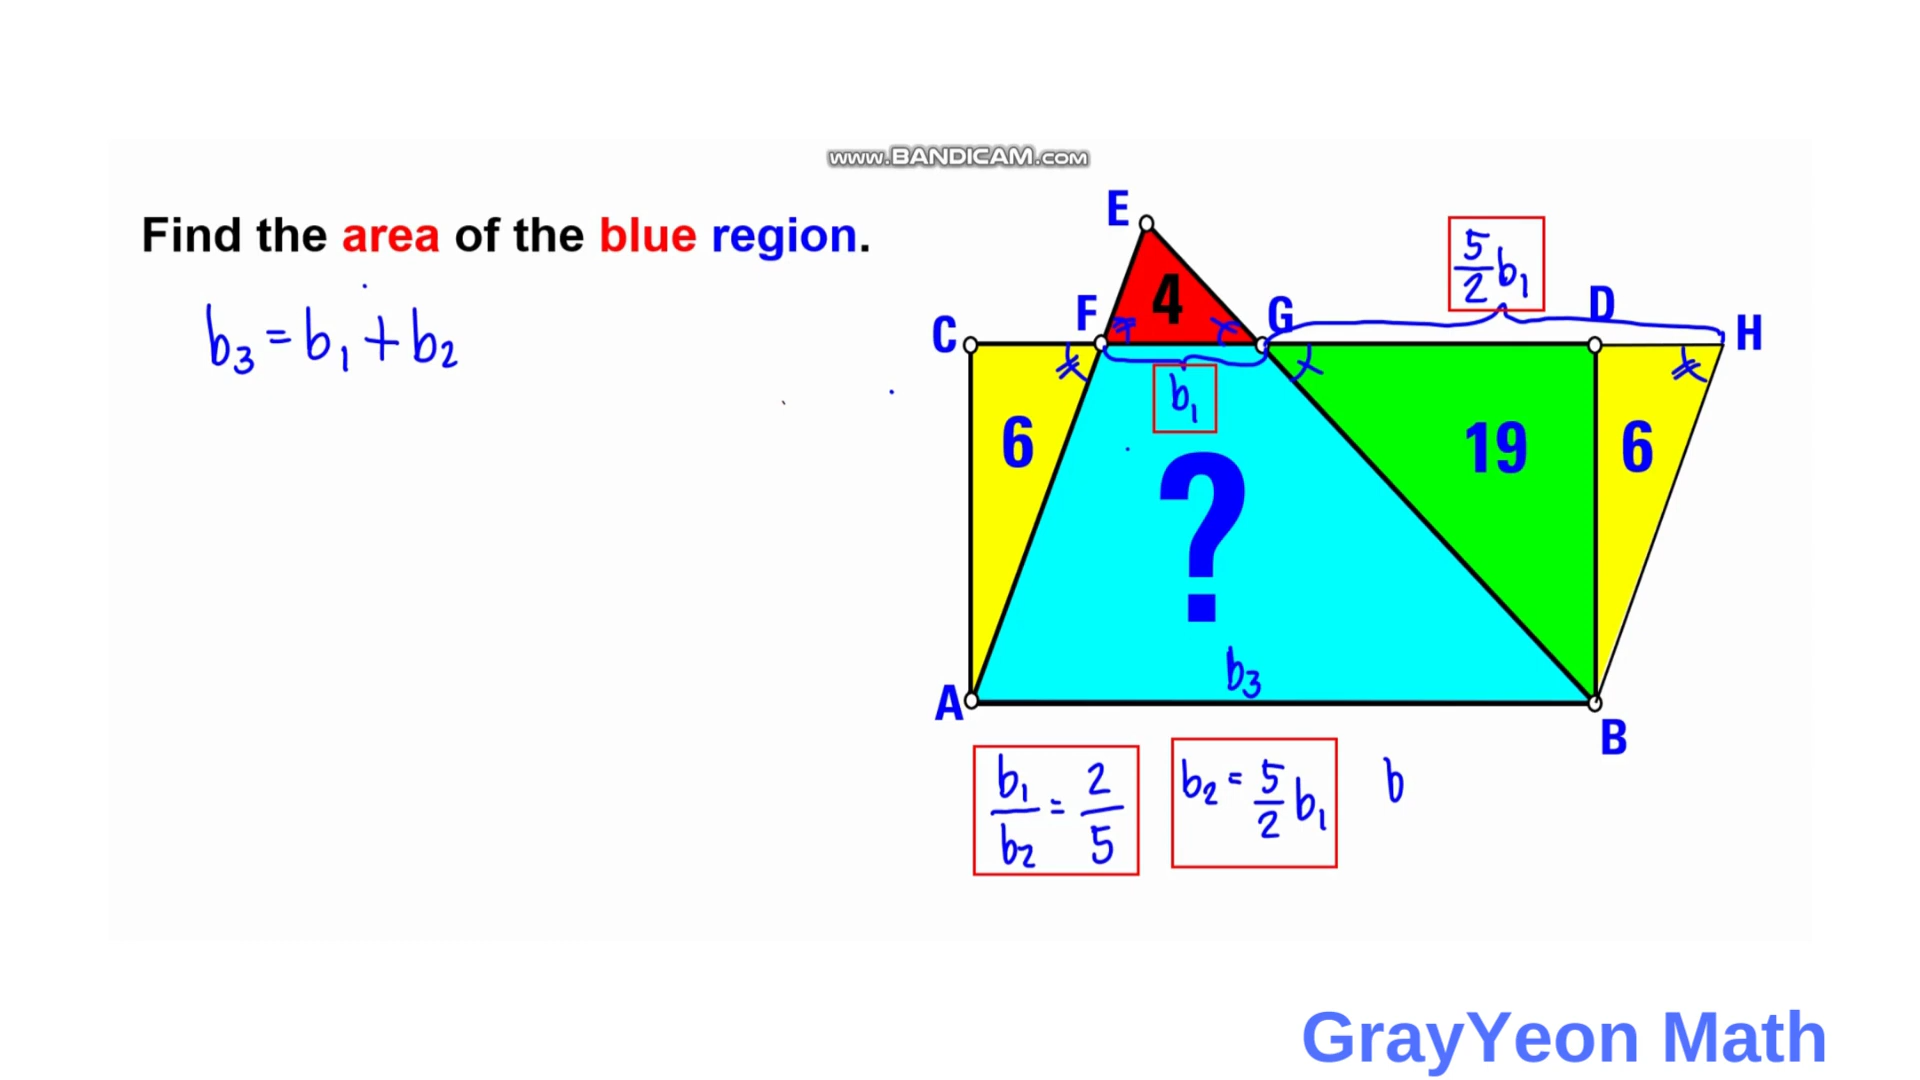 www.BANDICAM.com
Find the area of the blue region.
b₃ = b₁ + b₂
E
5/2 b₁
C
F
4
G
D
H
b₁
6
19
6
?
b₃
A
B
b₁/b₂ = 2/5
b₂ = 5/2 b₁
b
GrayYeon Math